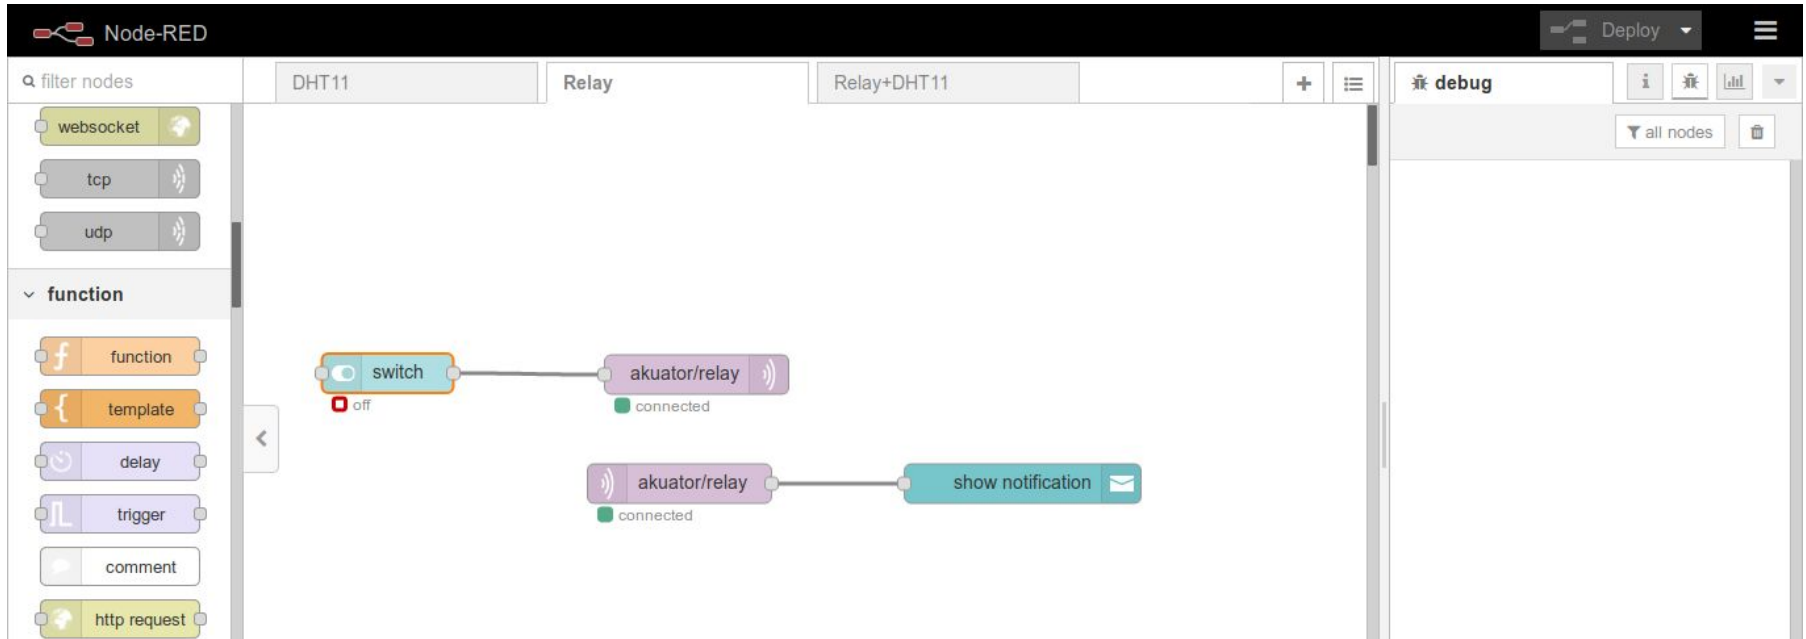 Node-RED
Deploy
filter nodes
DHT11
Relay
Relay+DHT11
debug
all nodes
websocket
tcp
udp
function
function
template
delay
trigger
comment
http request
switch
off
akuator/relay
connected
akuator/relay
connected
show notification